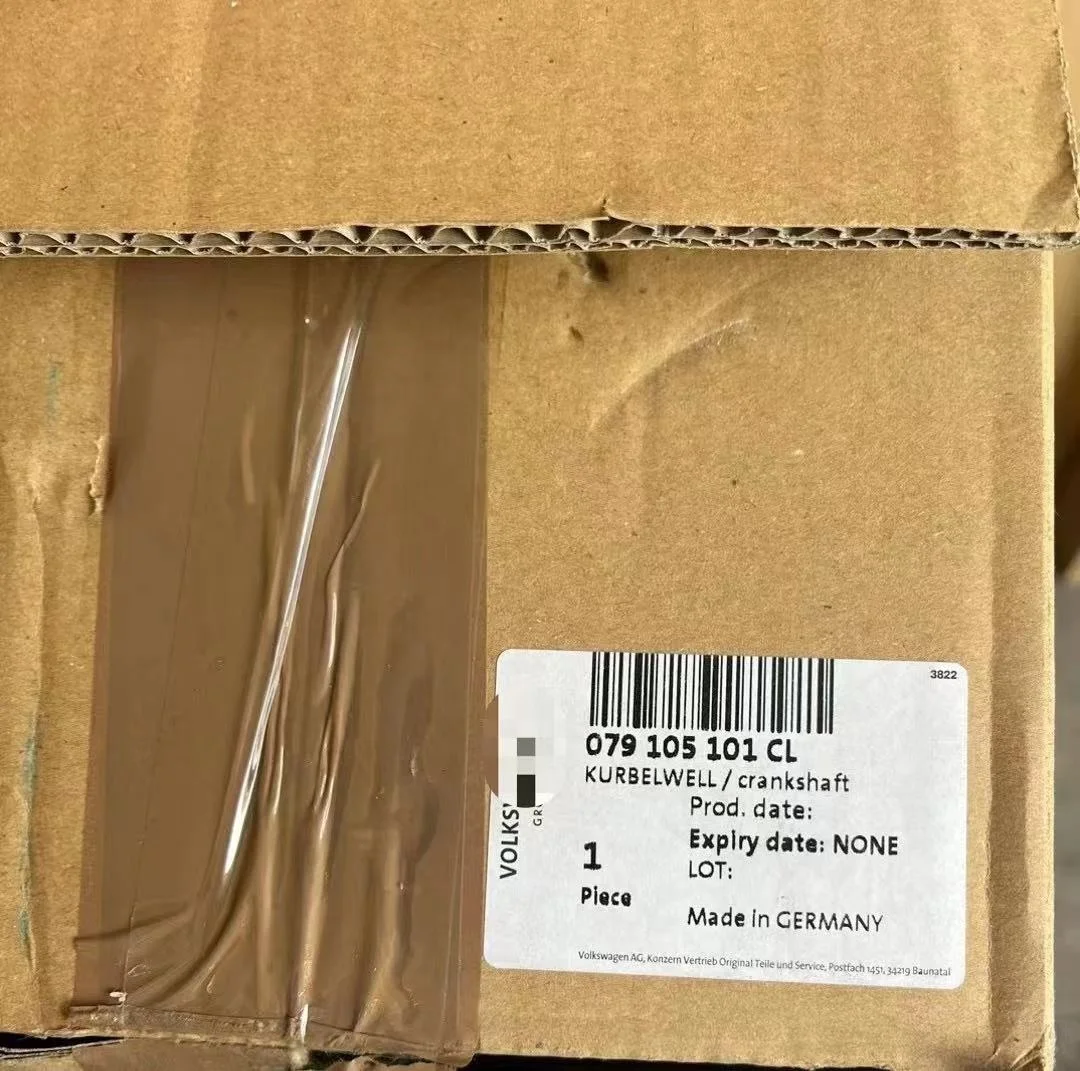 3822
079 105 101 CL
KURBELWELL / crankshaft
Prod. date:
Expiry date: NONE
LOT:
1
Piece
Made in GERMANY
Volkswagen AG, Konzern Vertrieb Original Teile und Service, Postfach 1451, 34219 Baunatal